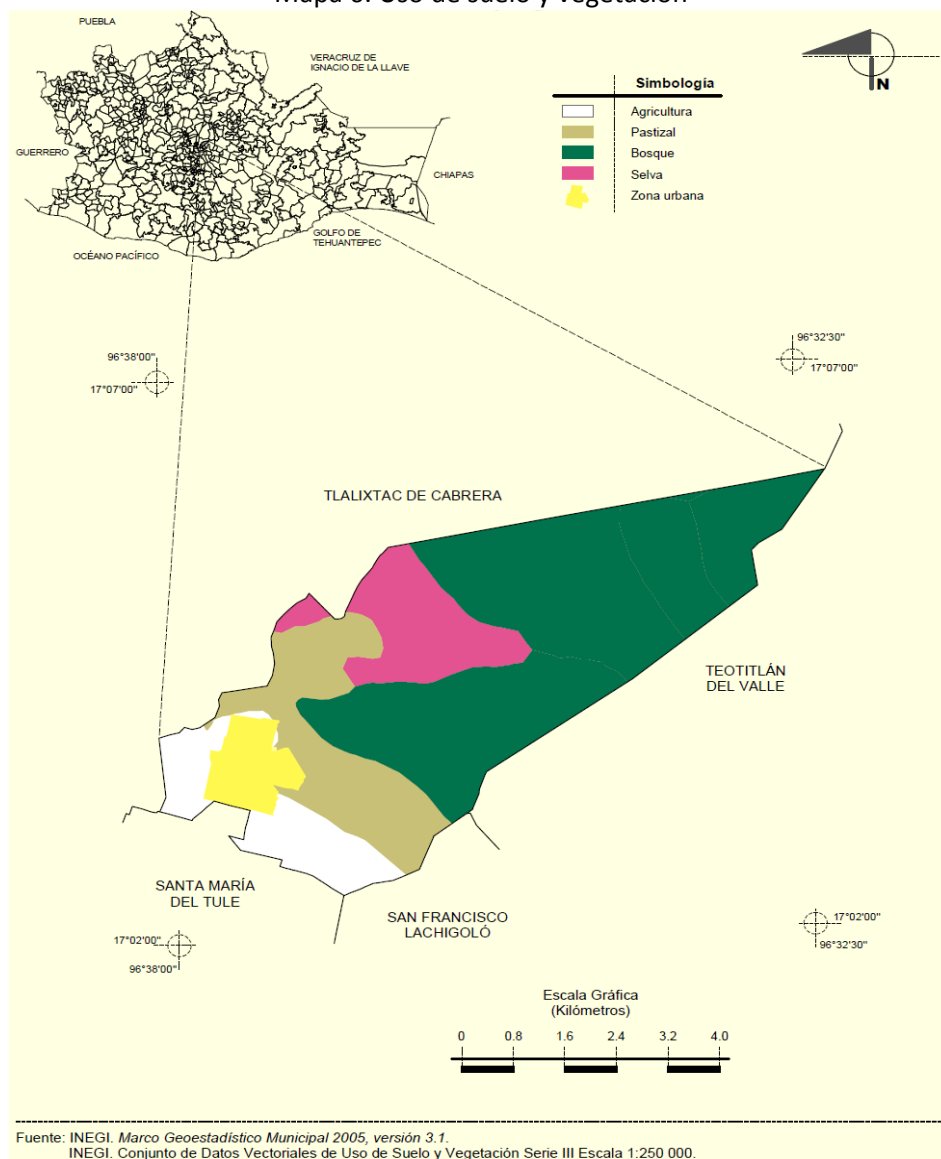 Mapa 6. Uso de suelo y vegetación
PUEBLA
VERACRUZ DE
IGNACIO DE LA LLAVE
GUERRERO
CHIAPAS
GOLFO DE
TEHUANTEPEC
OCÉANO PACÍFICO
N
Simbología
Agricultura
Pastizal
Bosque
Selva
Zona urbana
96°38'00"
17°07'00"
96°32'30"
17°07'00"
TLALIXTAC DE CABRERA
TEOTITLÁN
DEL VALLE
SANTA MARÍA
DEL TULE
SAN FRANCISCO
LACHIGOLÓ
17°02'00"
96°38'00"
17°02'00"
96°32'30"
Escala Gráfica
(Kilómetros)
0 0.8 1.6 2.4 3.2 4.0
Fuente: INEGI. Marco Geoestadístico Municipal 2005, versión 3.1.
INEGI. Conjunto de Datos Vectoriales de Uso de Suelo y Vegetación Serie III Escala 1:250 000.